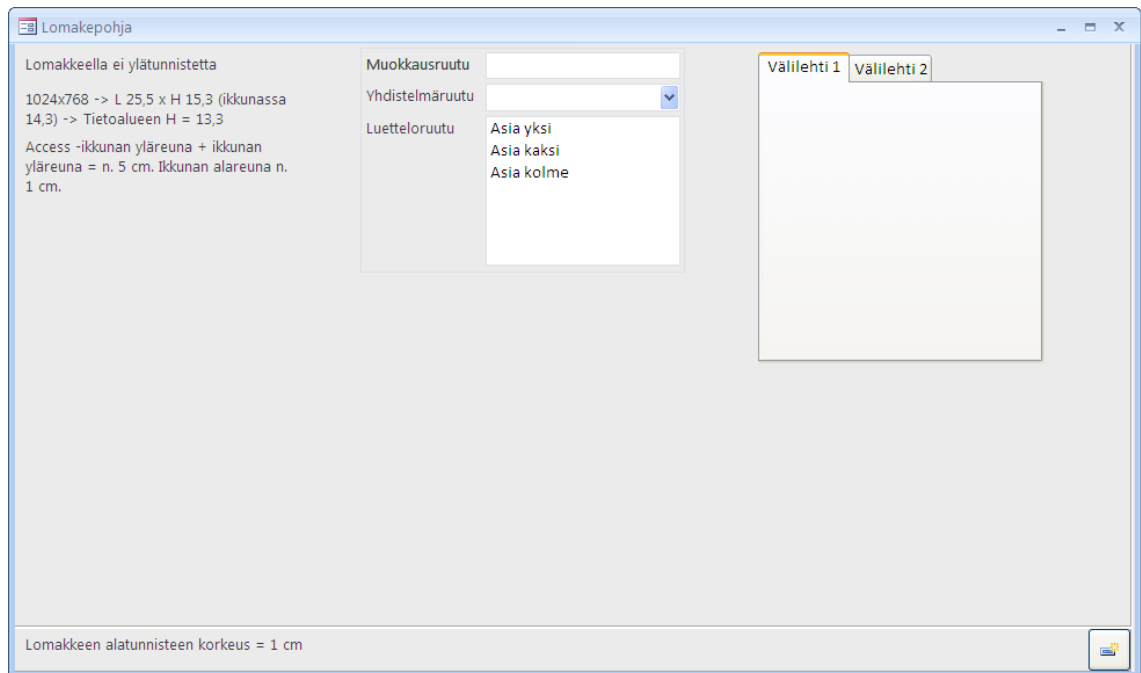 Lomakepohja
Lomakkeella ei ylätunnistetta
1024x768 -> L 25,5 x H 15,3 (ikkunassa
14,3) -> Tietoalueen H = 13,3
Access -ikkunan yläreuna + ikkunan
yläreuna = n. 5 cm. Ikkunan alareuna n.
1 cm.
Muokkausruutu
Yhdistelmäruutu
Luetteloruutu
Asia yksi
Asia kaksi
Asia kolme
Välilehti 1
Välilehti 2
Lomakkeen alatunnisteen korkeus = 1 cm